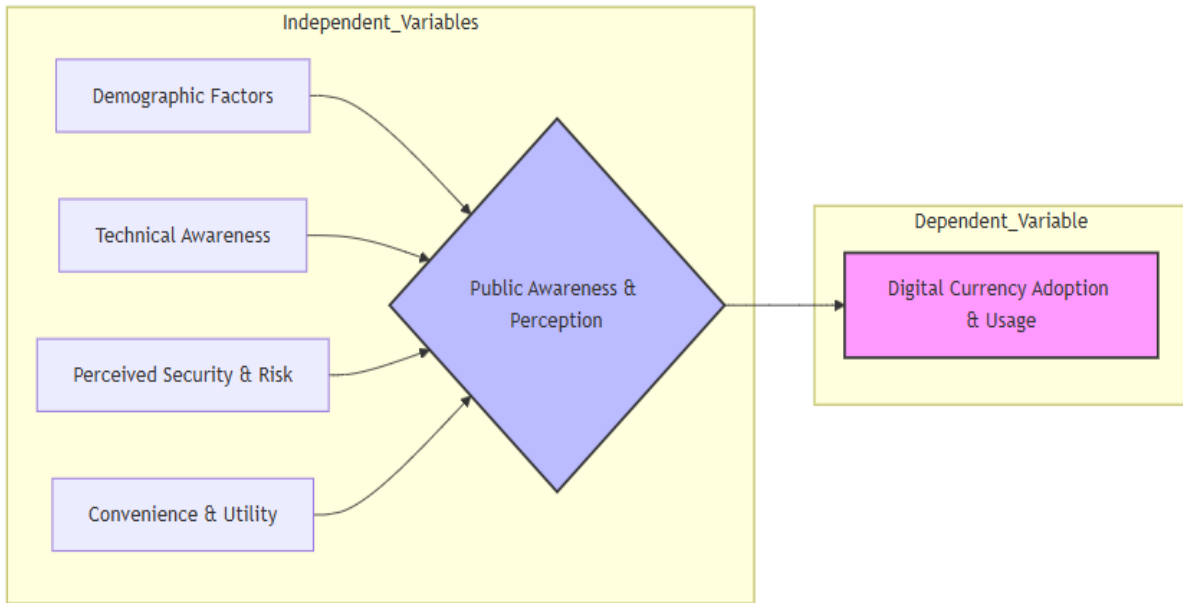 Independent_Variables
Demographic Factors
Technical Awareness
Perceived Security & Risk
Convenience & Utility
Public Awareness &
Perception
Dependent_Variable
Digital Currency Adoption
& Usage